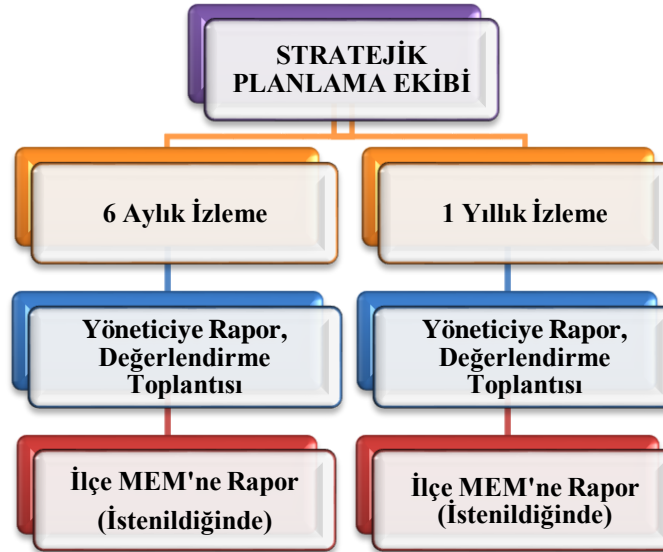 STRATEJİK
PLANLAMA EKİBİ
6 Aylık İzleme
1 Yıllık İzleme
Yöneticiye Rapor,
Değerlendirme
Toplantısı
Yöneticiye Rapor,
Değerlendirme
Toplantısı
İlçe MEM'ne Rapor
(İstenildiğinde)
İlçe MEM'ne Rapor
(İstenildiğinde)